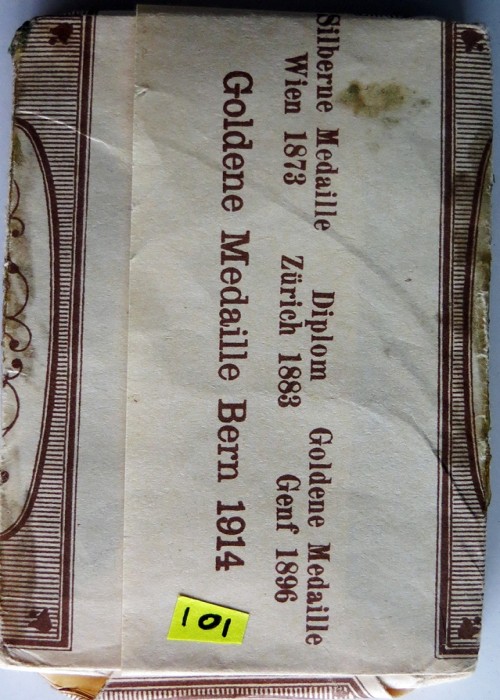 Silberne Medaille Diplom Goldene Medaille
Wien 1873 Zürich 1883 Genf 1896
Goldene Medaille Bern 1914
101